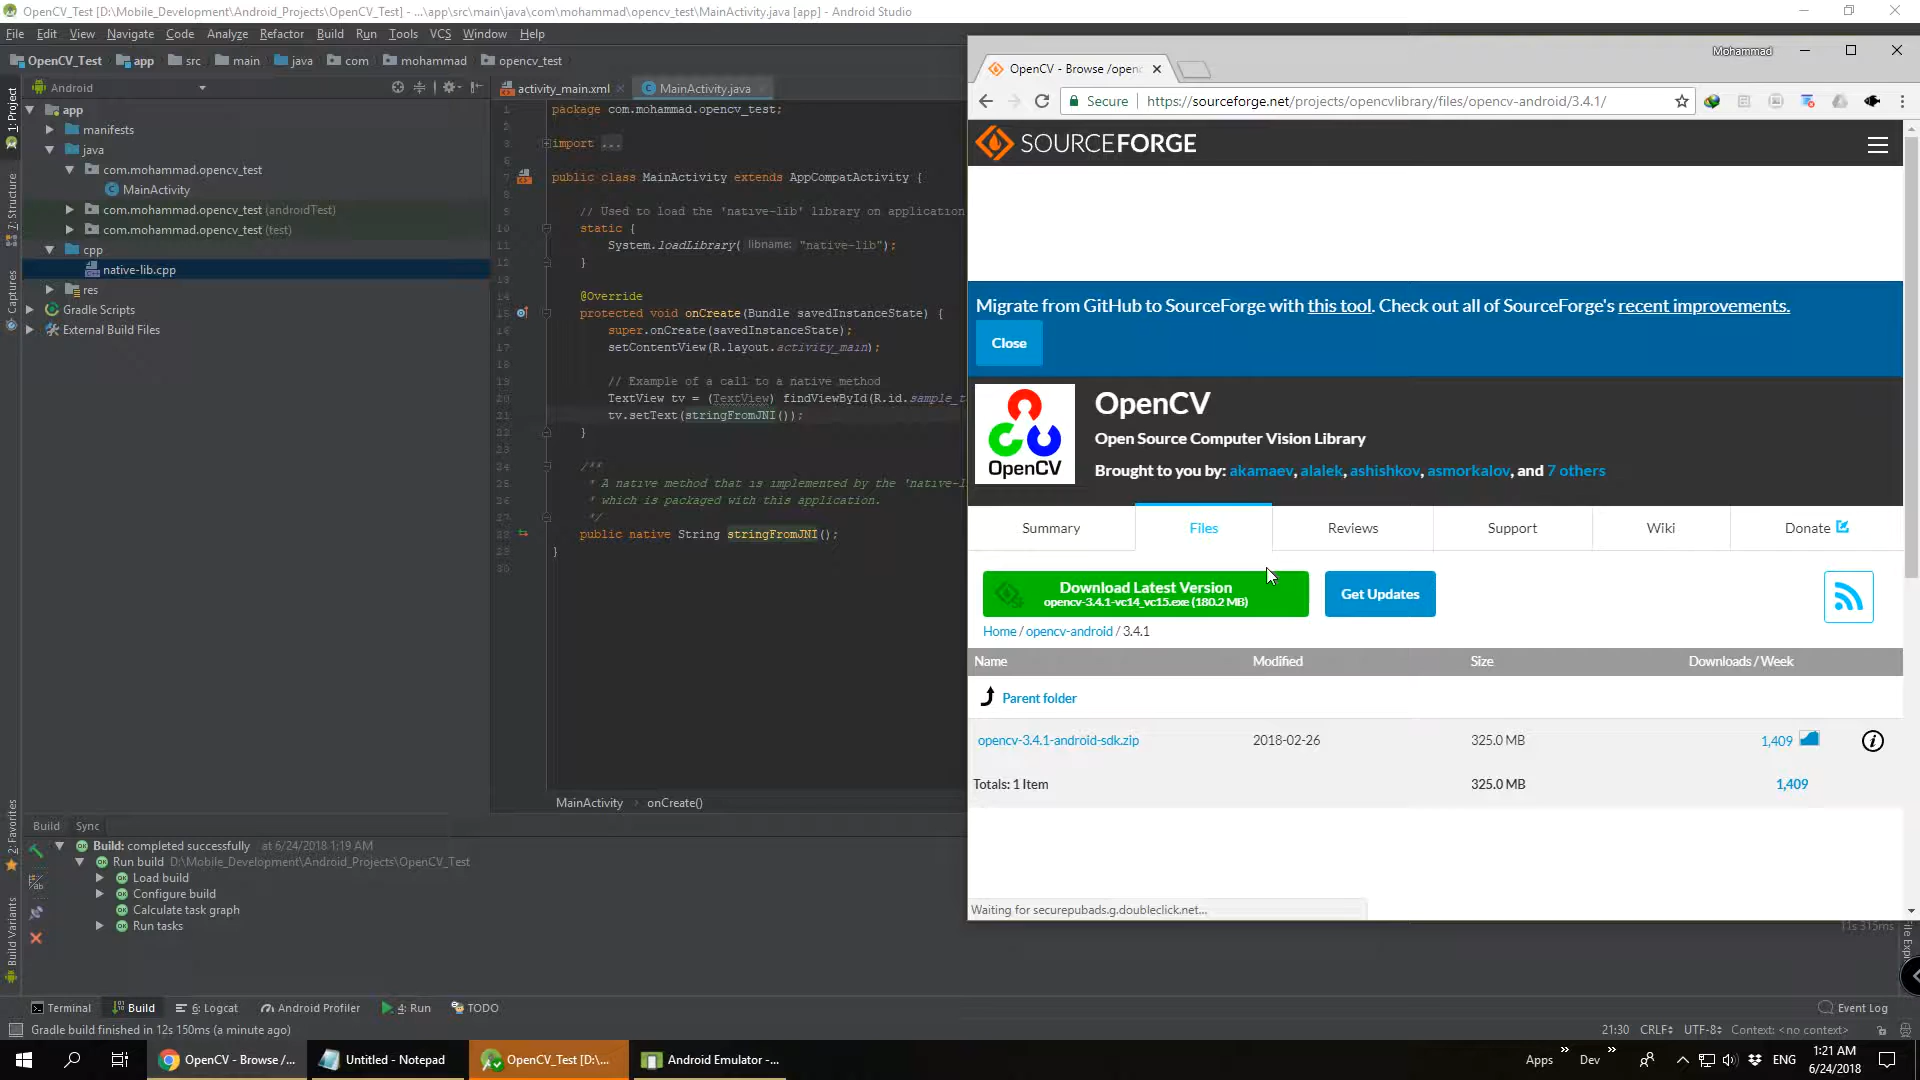 OpenCV_Test [D:\Mobile_Development\Android_Projects\OpenCV_Test] - ...\app\src\main\java\com\mohammad\opencv_test\MainActivity.java [app] - Android Studio
File Edit View Navigate Code Analyze Refactor Build Run Tools VCS Window Help
OpenCV_Test app src main java com mohammad opencv_test
Android
activity_main.xml MainActivity.java
1: Project
7: Structure
Captures
2: Favorites
Build Variants
app
manifests
java
com.mohammad.opencv_test
MainActivity
com.mohammad.opencv_test (androidTest)
com.mohammad.opencv_test (test)
cpp
native-lib.cpp
res
Gradle Scripts
External Build Files
package com.mohammad.opencv_test;
import ...
public class MainActivity extends AppCompatActivity {
// Used to load the 'native-lib' library on application
static {
System.loadLibrary( libname: "native-lib");
}
@Override
protected void onCreate(Bundle savedInstanceState) {
super.onCreate(savedInstanceState);
setContentView(R.layout.activity_main);
// Example of a call to a native method
TextView tv = (TextView) findViewById(R.id.sample_t
tv.setText(stringFromJNI());
}
/**
* A native method that is implemented by the 'native-l
* which is packaged with this application.
*/
public native String stringFromJNI();
}
MainActivity onCreate()
Mohammad
OpenCV - Browse /open
Secure https://sourceforge.net/projects/opencvlibrary/files/opencv-android/3.4.1/
SOURCEFORGE
Migrate from GitHub to SourceForge with this tool. Check out all of SourceForge's recent improvements.
Close
OpenCV
OpenCV
Open Source Computer Vision Library
Brought to you by: akamaev, alalek, ashishkov, asmorkalov, and 7 others
Summary Files Reviews Support Wiki Donate
Download Latest Version
opencv-3.4.1-vc14_vc15.exe (180.2 MB)
Get Updates
Home / opencv-android / 3.4.1
Name Modified Size Downloads / Week
Parent folder
opencv-3.4.1-android-sdk.zip 2018-02-26 325.0 MB 1,409
Totals: 1 Item 325.0 MB 1,409
Waiting for securepubads.g.doubleclick.net...
Build Sync
Build: completed successfully at 6/24/2018 1:19 AM
Run build D:\Mobile_Development\Android_Projects\OpenCV_Test
Load build
Configure build
Calculate task graph
Run tasks
11s 315ms
Terminal Build 6: Logcat Android Profiler 4: Run TODO Event Log
Gradle build finished in 12s 150ms (a minute ago) 21:30 CRLF UTF-8 Context: <no context>
OpenCV - Browse /... Untitled - Notepad OpenCV_Test [D:\... Android Emulator -... Apps Dev ENG 1:21 AM
6/24/2018